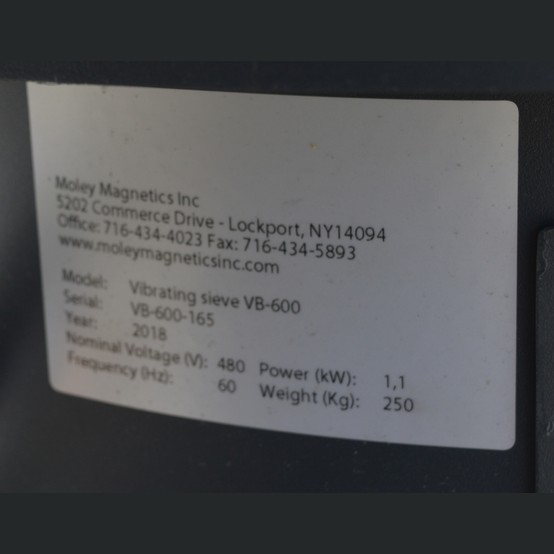 Moley Magnetics Inc
5202 Commerce Drive - Lockport, NY14094
Office: 716-434-4023 Fax: 716-434-5893
www.moleymagneticsinc.com
Model: Vibrating sieve VB-600
Serial: VB-600-165
Year: 2018
Nominal Voltage (V): 480 Power (kW): 1,1
Frequency (Hz): 60 Weight (Kg): 250